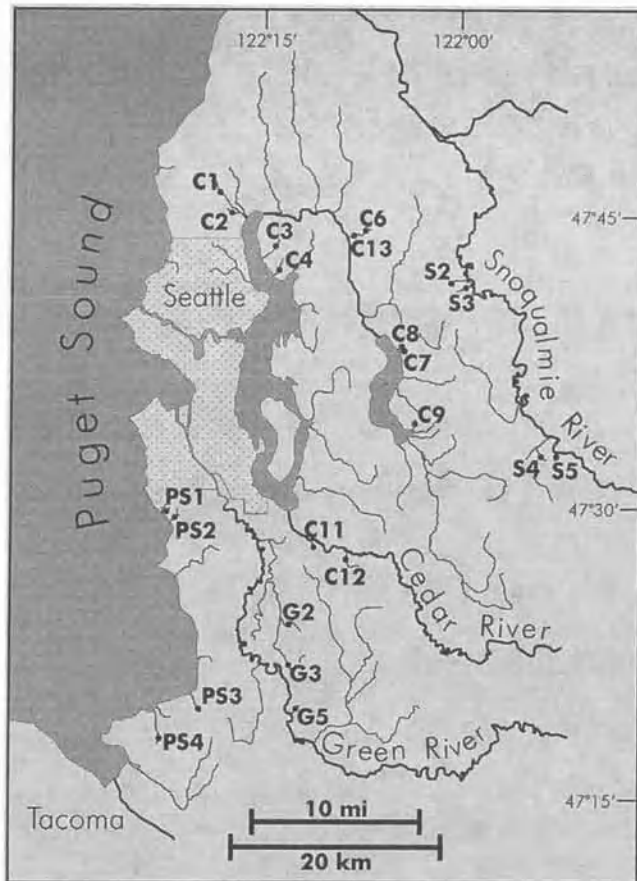 122°15'
122°00'
C1
C2
C3
C4
C6
C13
47°45'
Seattle
S2
S3
Snoqualmie River
C8
C7
C9
S4
S5
Puget Sound
PS1
PS2
47°30'
C11
C12
Cedar River
G2
G3
PS3
G5
PS4
Green River
47°15'
Tacoma
10 mi
20 km